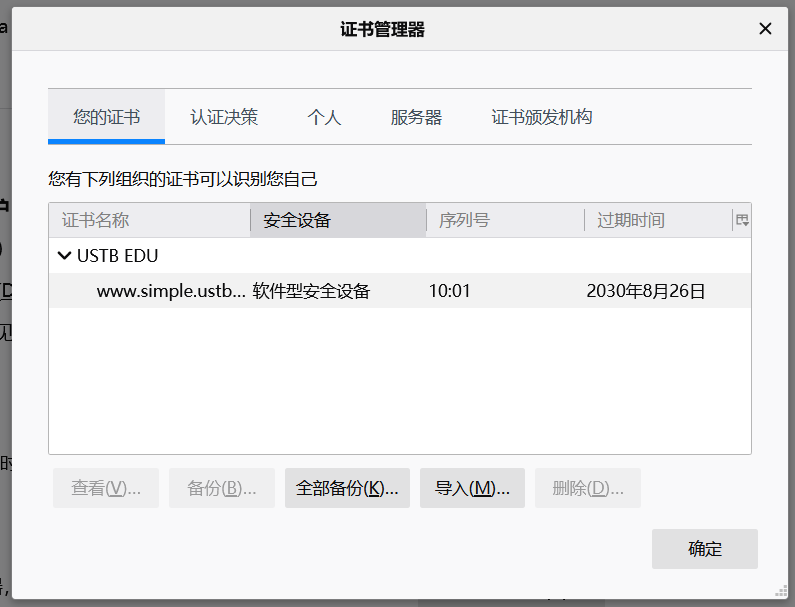 证书管理器
您的证书 认证决策 个人 服务器 证书颁发机构
您有下列组织的证书可以识别您自己
证书名称 安全设备 序列号 过期时间
USTB EDU
www.simple.ustb... 软件型安全设备 10:01 2030年8月26日
查看(V)... 备份(B)... 全部备份(K)... 导入(M)... 删除(D)...
确定